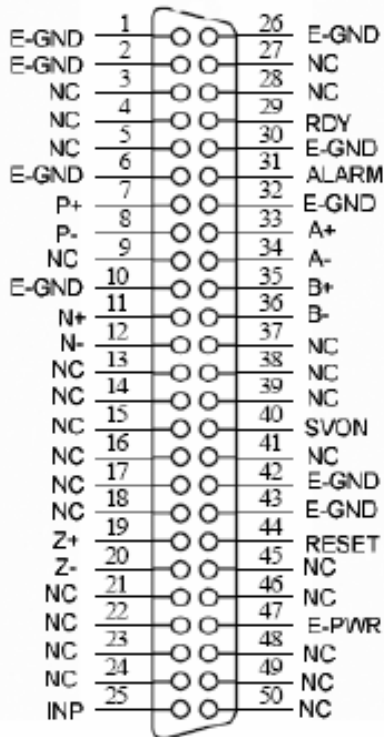 E-GND 1 26 E-GND
E-GND 2 27 NC
NC 3 28 NC
NC 4 29 RDY
NC 5 30 E-GND
E-GND 6 31 ALARM
P+ 7 32 E-GND
P- 8 33 A+
NC 9 34 A-
E-GND 10 35 B+
N+ 11 36 B-
N- 12 37 NC
NC 13 38 NC
NC 14 39 NC
NC 15 40 SVON
NC 16 41 NC
NC 17 42 E-GND
NC 18 43 E-GND
Z+ 19 44 RESET
Z- 20 45 NC
NC 21 46 NC
NC 22 47 E-PWR
NC 23 48 NC
NC 24 49 NC
INP 25 50 NC